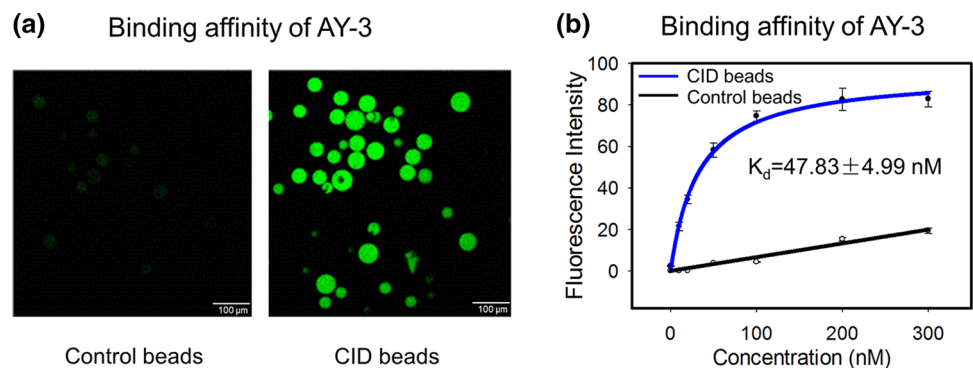 (a) Binding affinity of AY-3
100 μm
100 μm
Control beads
CID beads
(b) Binding affinity of AY-3
100
80
60
40
20
0
Fluorescence Intensity
CID beads
Control beads
Kd=47.83±4.99 nM
0 50 100 200 300
Concentration (nM)